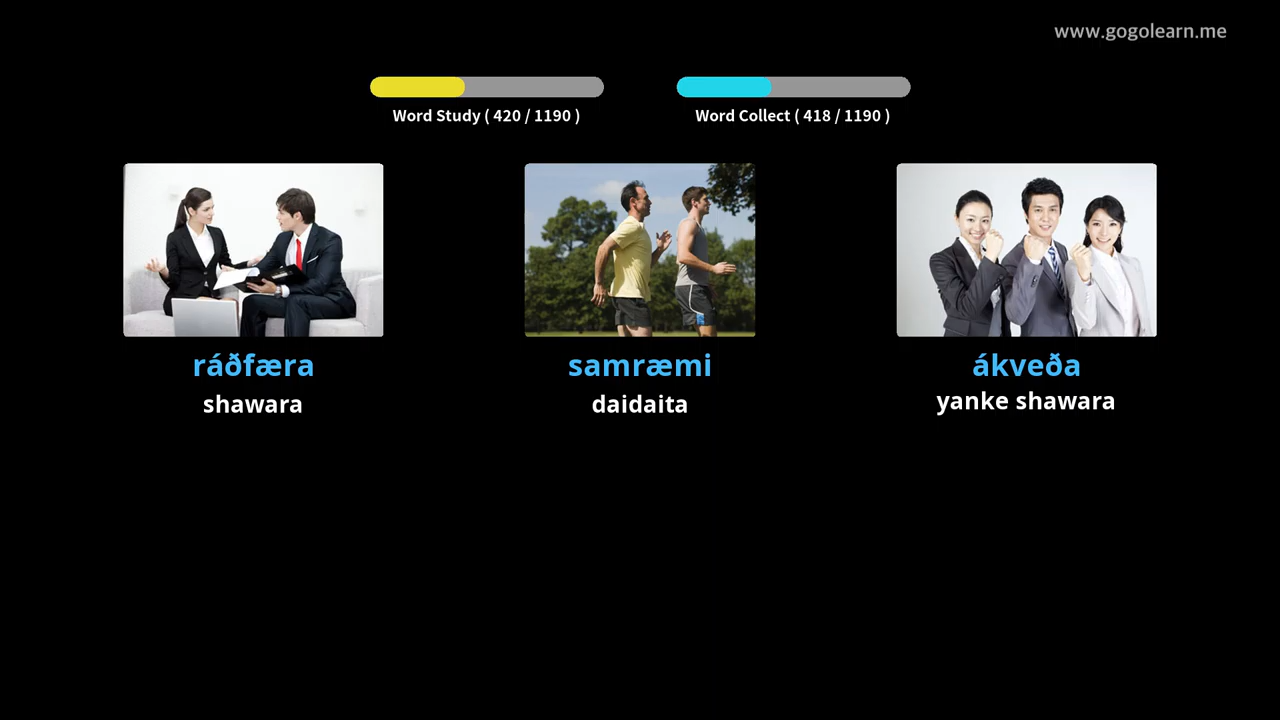 www.gogolearn.me
Word Study ( 420 / 1190 )
Word Collect ( 418 / 1190 )
ráðfæra
samræmi
ákveða
shawara
daidaita
yanke shawara